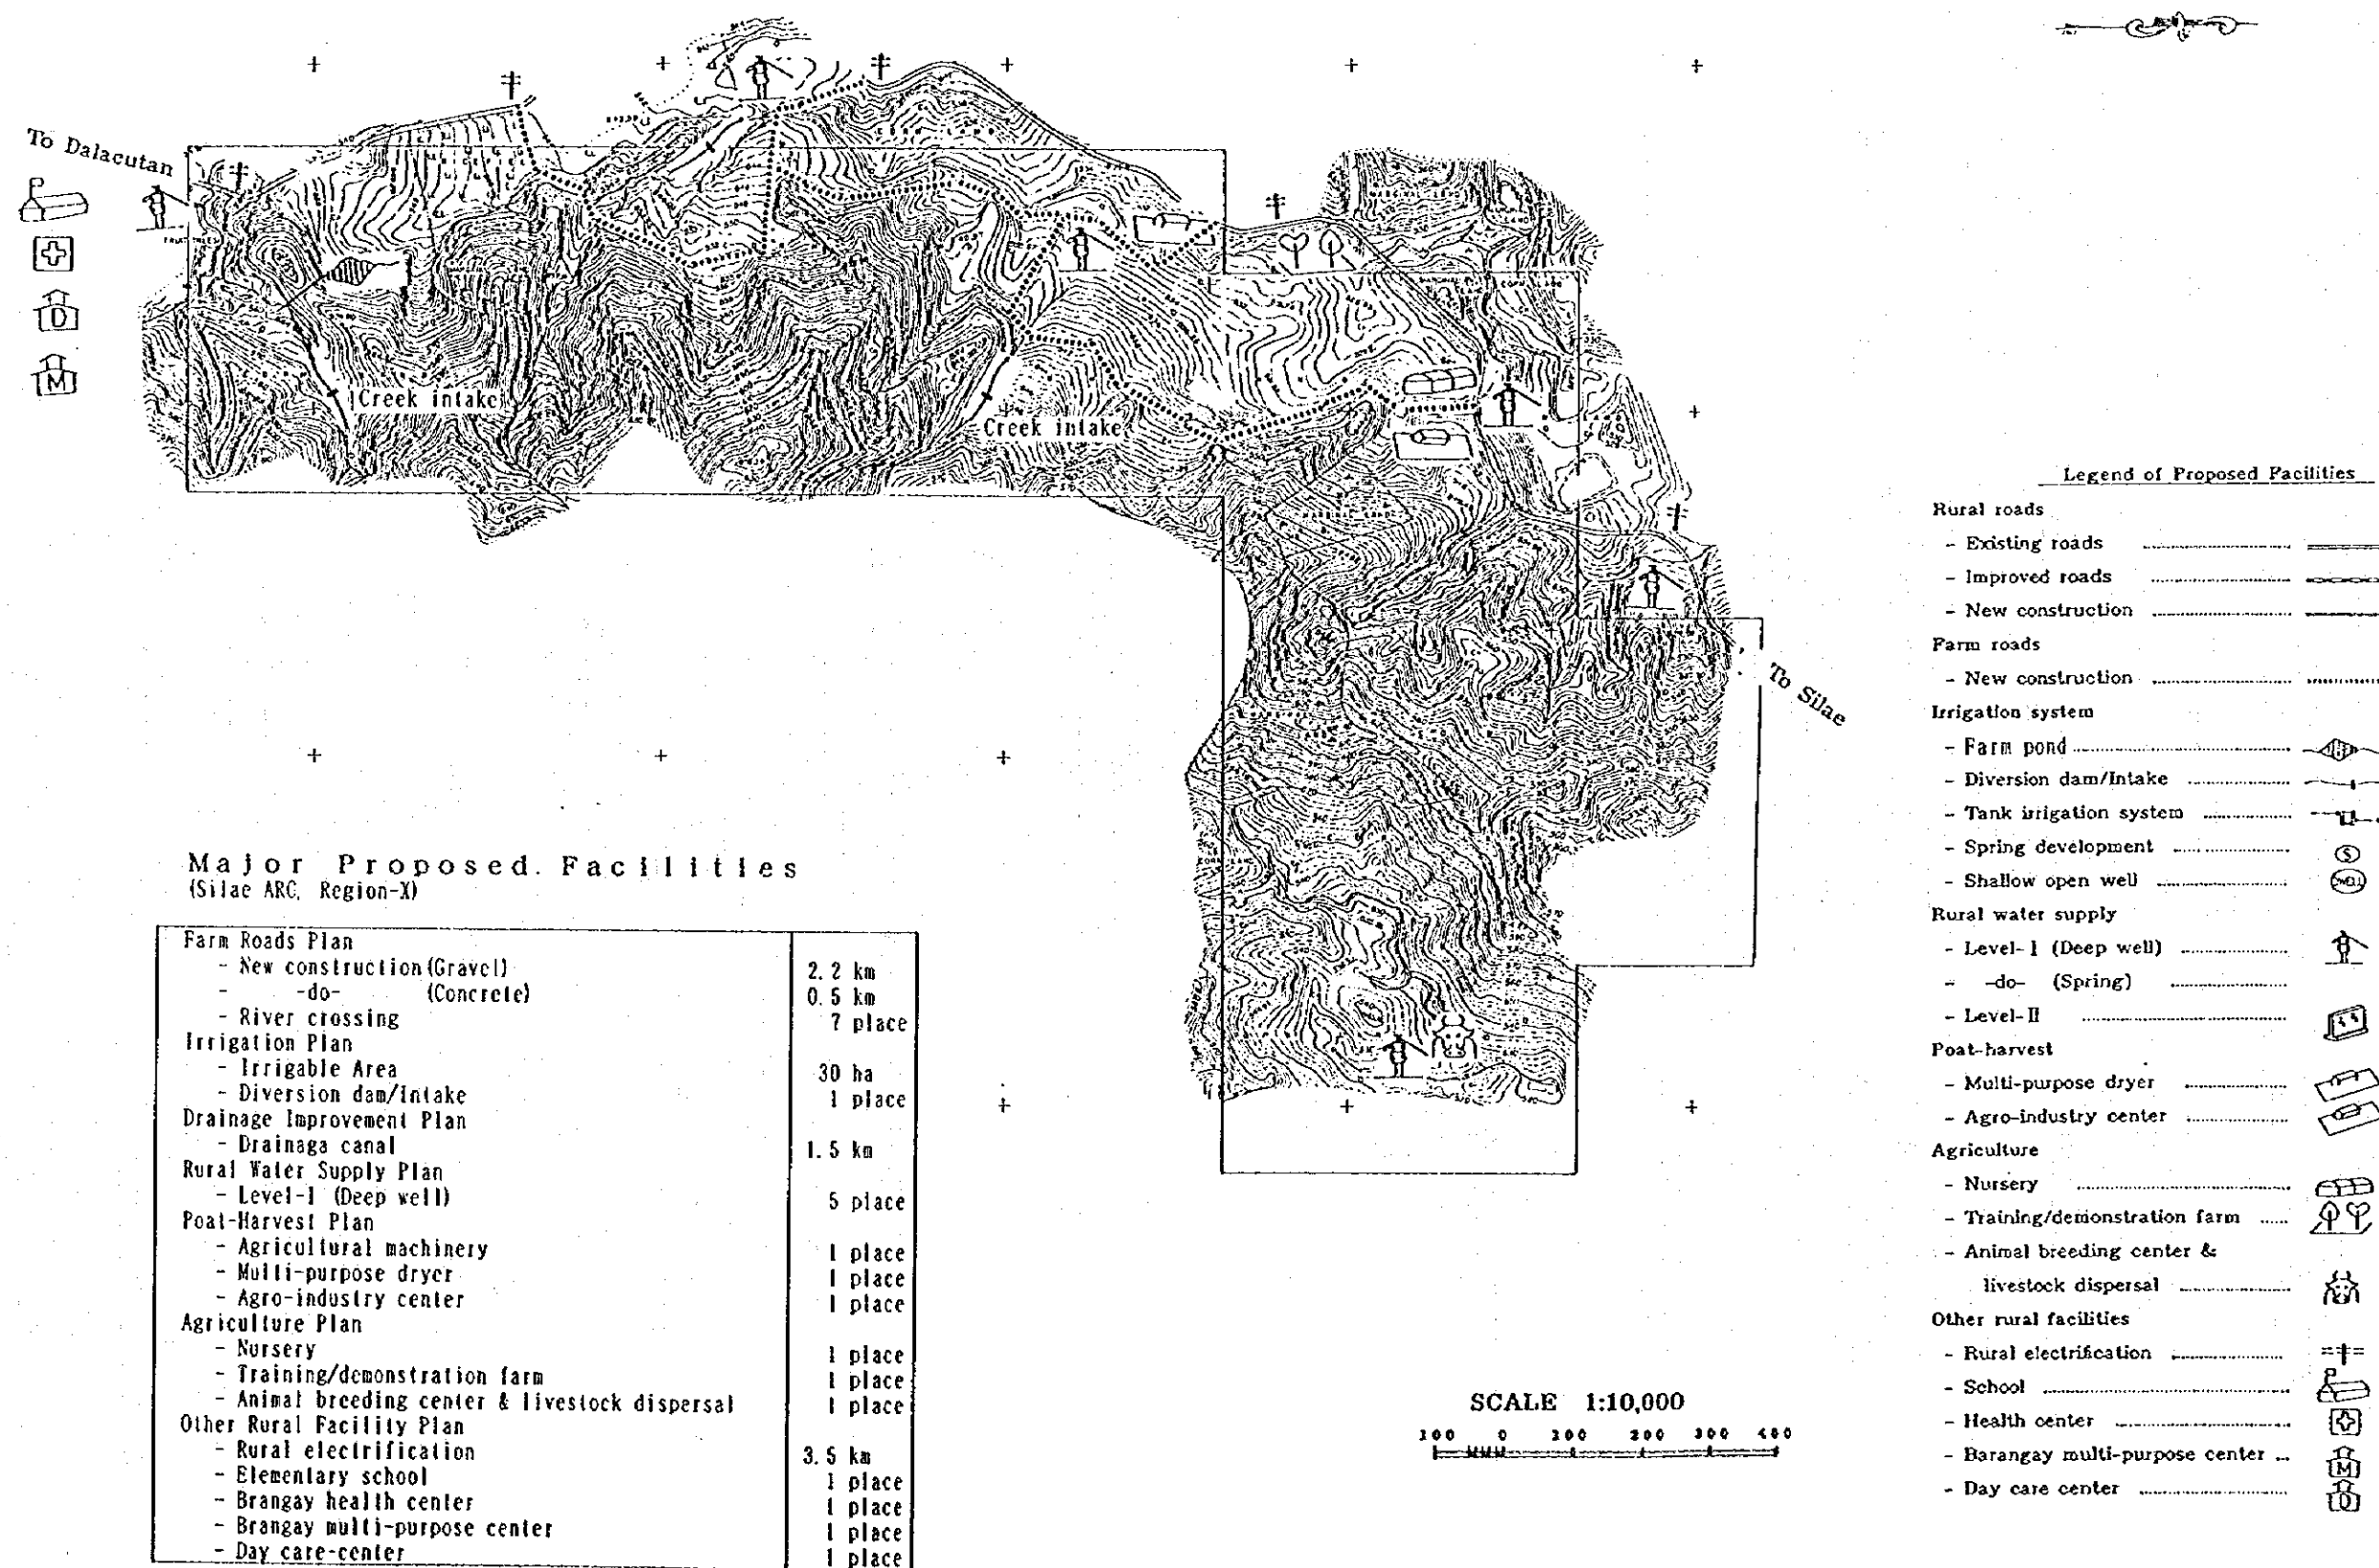 To Dalacutan
Creek intake
Creek intake
To Silae
Major Proposed. Facilities
(Silae ARC, Region-X)
Farm Roads Plan
- New construction(Gravel) 2.2 km
- -do- (Concrete) 0.5 km
- River crossing 7 place
Irrigation Plan
- Irrigable Area 30 ha
- Diversion dam/Intake 1 place
Drainage Improvement Plan
- Drainaga canal 1.5 km
Rural Water Supply Plan
- Level-1 (Deep well) 5 place
Poat-Harvest Plan
- Agricultural machinery 1 place
- Multi-purpose dryer 1 place
- Agro-industry center 1 place
Agriculture Plan
- Nursery 1 place
- Training/demonstration farm 1 place
- Animal breeding center & livestock dispersal 1 place
Other Rural Facility Plan
- Rural electrification 3.5 km
- Elementary school 1 place
- Brangay health center 1 place
- Brangay multi-purpose center 1 place
- Day care-center 1 place
SCALE 1:10,000
100 0 100 200 300 400
Legend of Proposed Facilities
Rural roads
- Existing roads
- Improved roads
- New construction
Farm roads
- New construction
Irrigation system
- Farm pond
- Diversion dam/Intake
- Tank irrigation system
- Spring development S
- Shallow open well WELL
Rural water supply
- Level-I (Deep well)
- -do- (Spring)
- Level-II
Poat-harvest
- Multi-purpose dryer
- Agro-industry center
Agriculture
- Nursery
- Training/demonstration farm
- Animal breeding center &
livestock dispersal
Other rural facilities
- Rural electrification
- School
- Health center
- Barangay multi-purpose center M
- Day care center D
D
M